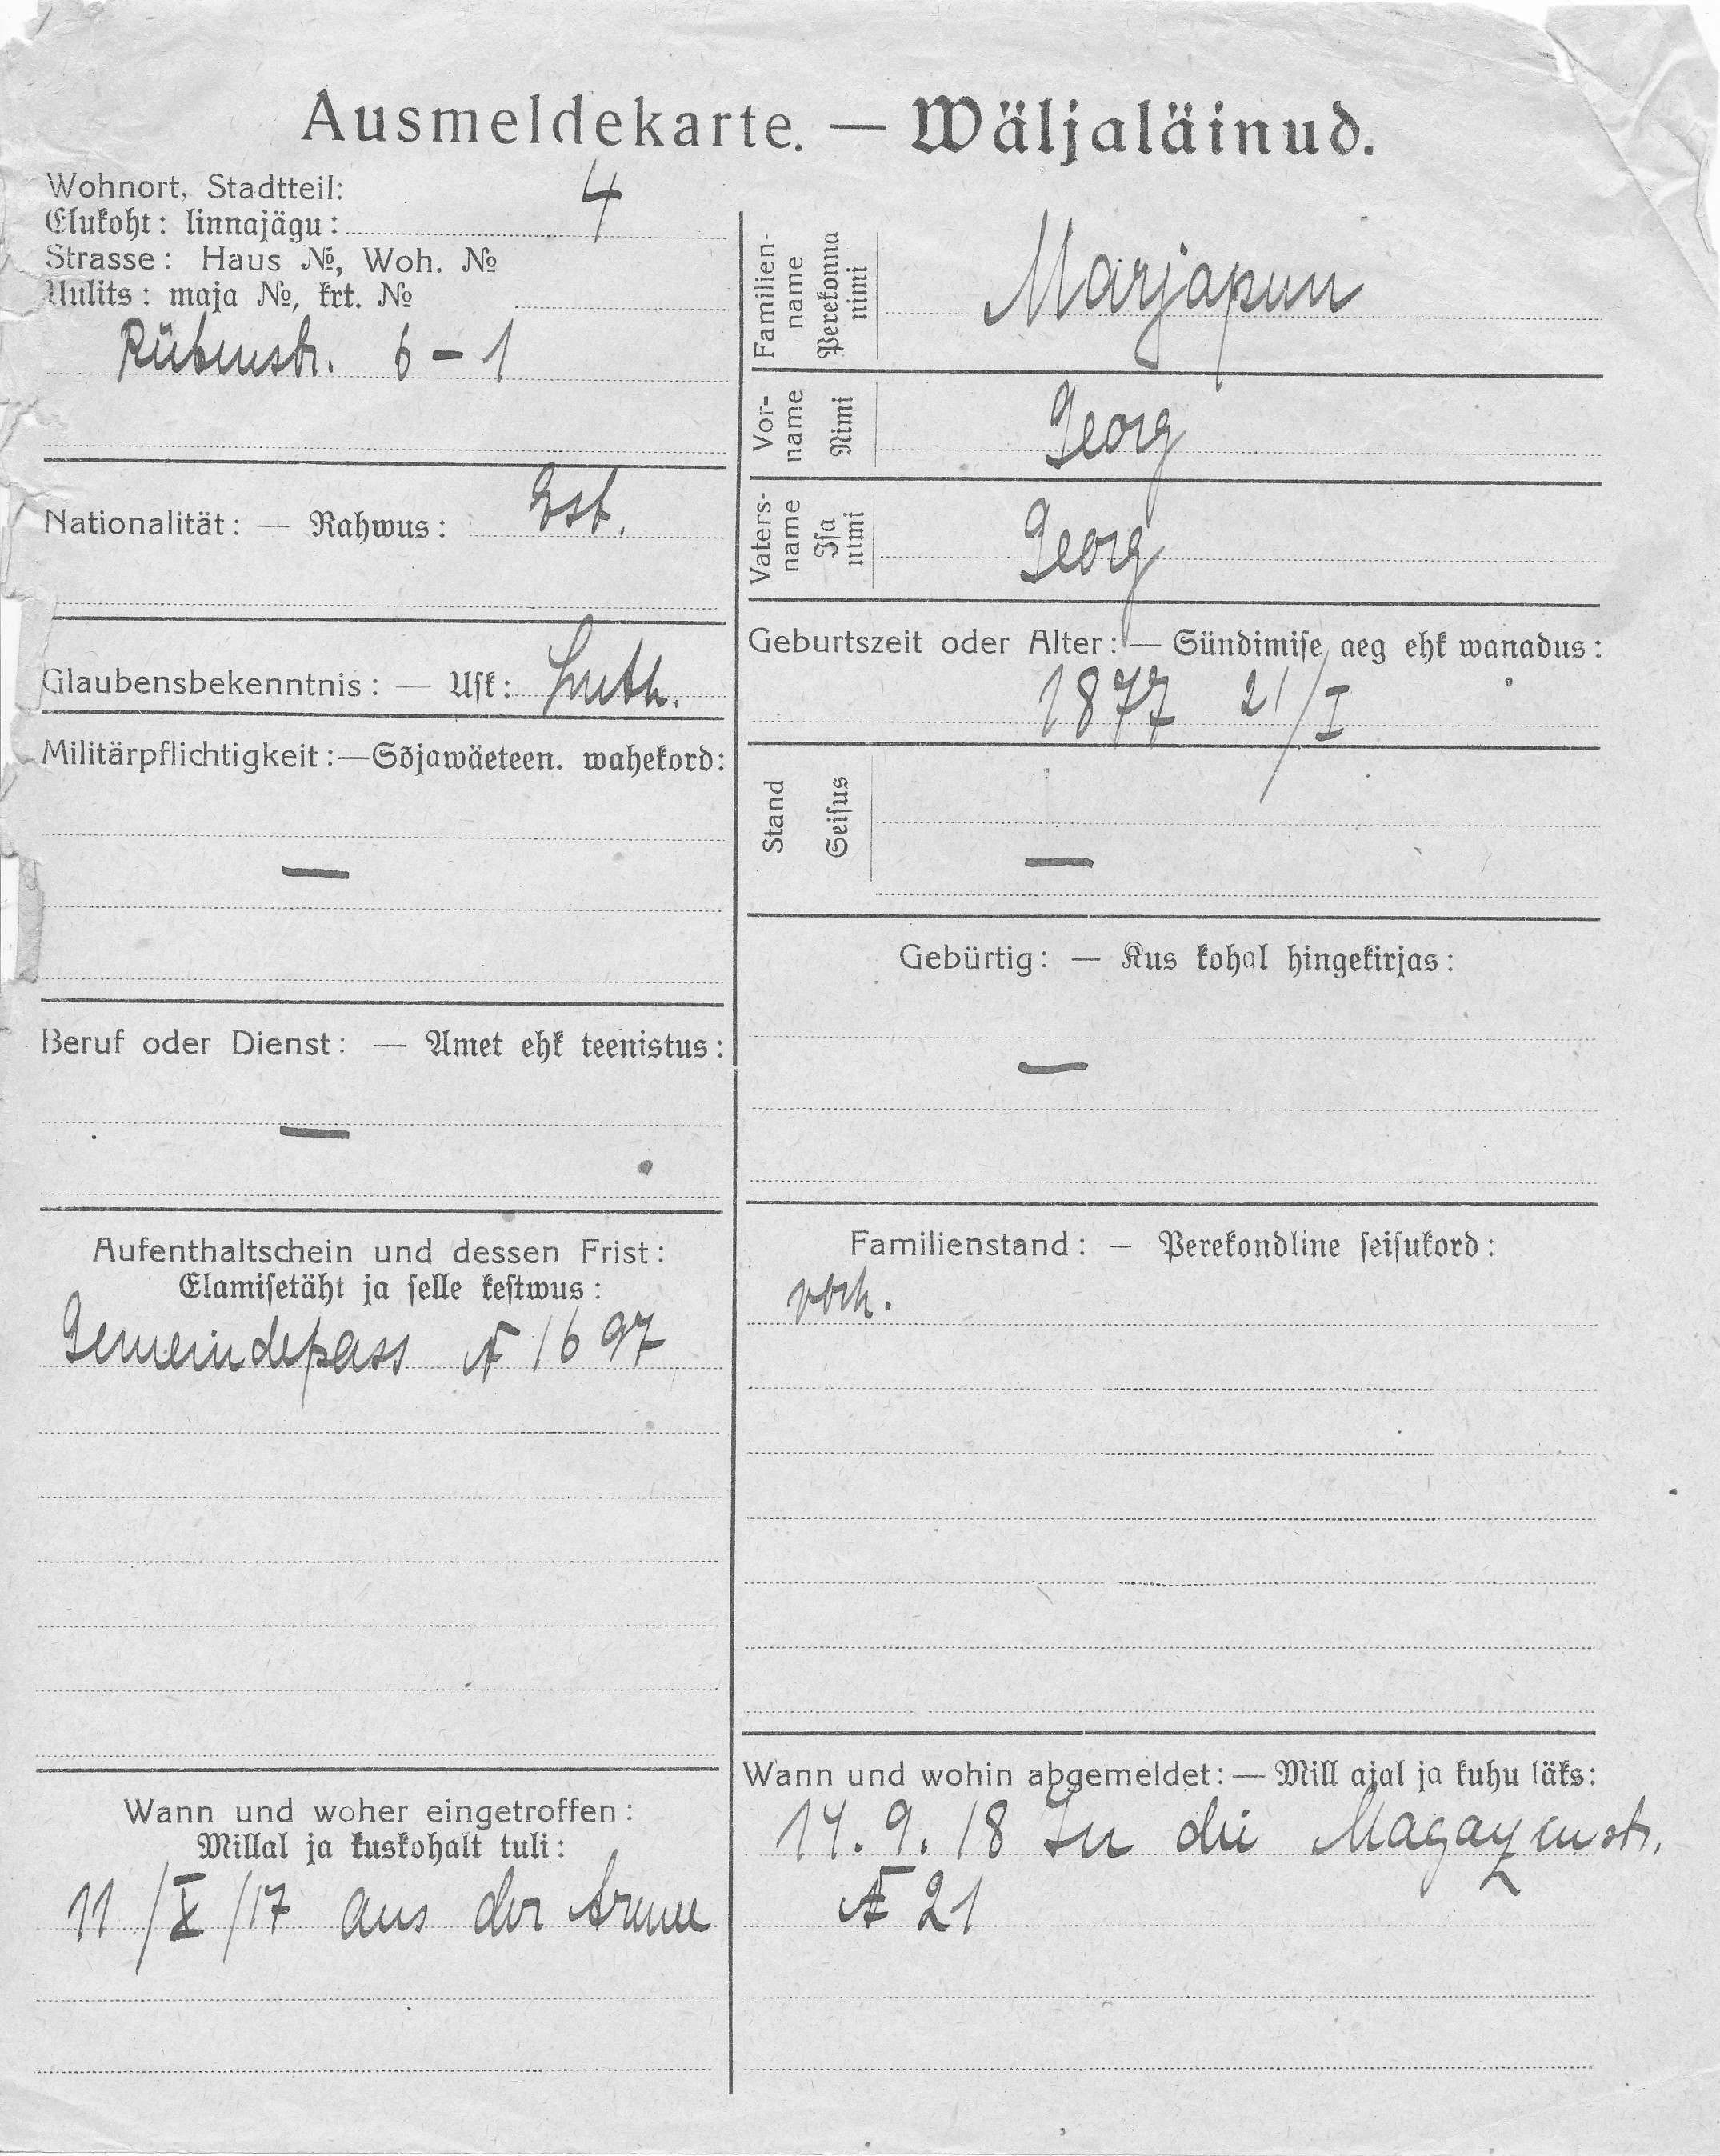 Ausmeldekarte. — Wäljaläinud.
Wohnort, Stadtteil:
Elukoht: linnajägu: 4
Strasse: Haus №, Woh. №
Uulits: maja №, krt. №
Rübenstr. 6 – 1
Nationalität: — Rahwus: Est.
Glaubensbekenntnis: — Usk: Luth.
Militärpflichtigkeit:—Sõjawäeteen. wahekord:
—
Beruf oder Dienst: — Amet ehk teenistus:
—
Aufenthaltschein und dessen Frist:
Elamisetäht ja selle kestwus:
Gemeindepass № 1697
Wann und woher eingetroffen:
Millal ja kuskohalt tuli:
11/X/17 aus der Armee
Familien-
name
Perekonna
nimi
Marjapuu
Vor-
name
Nimi
Georg
Vaters-
name
Isa
nimi
Georg
Geburtszeit oder Alter: — Sündimise aeg ehk wanadus:
1877 21/I
Stand
Seisus
—
Gebürtig: — Kus kohal hingekirjas:
—
Familienstand: — Perekondline seisukord:
Wann und wohin abgemeldet:— Mill ajal ja kuhu läks:
14. 9. 18 In die Magazinstr.
№ 21